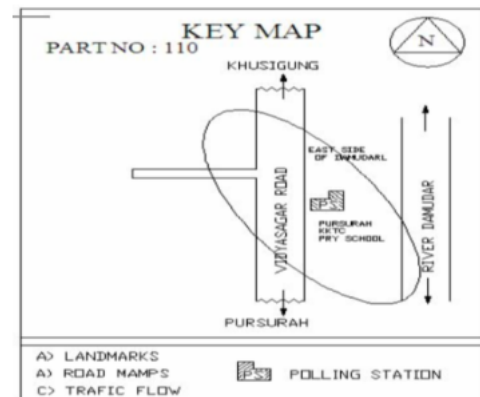 KEY MAP
PART NO : 110
N
KHUSIGUNG
EAST SIDE
OF DAMUDARL
VIDYASAGAR ROAD
PS
PURSURAH
KKTC
PRY SCHOOL
RIVER DAMUDAR
PURSURAH
A) LANDMARKS
A) ROAD MAMPS
C) TRAFIC FLOW
PS
POLLING STATION